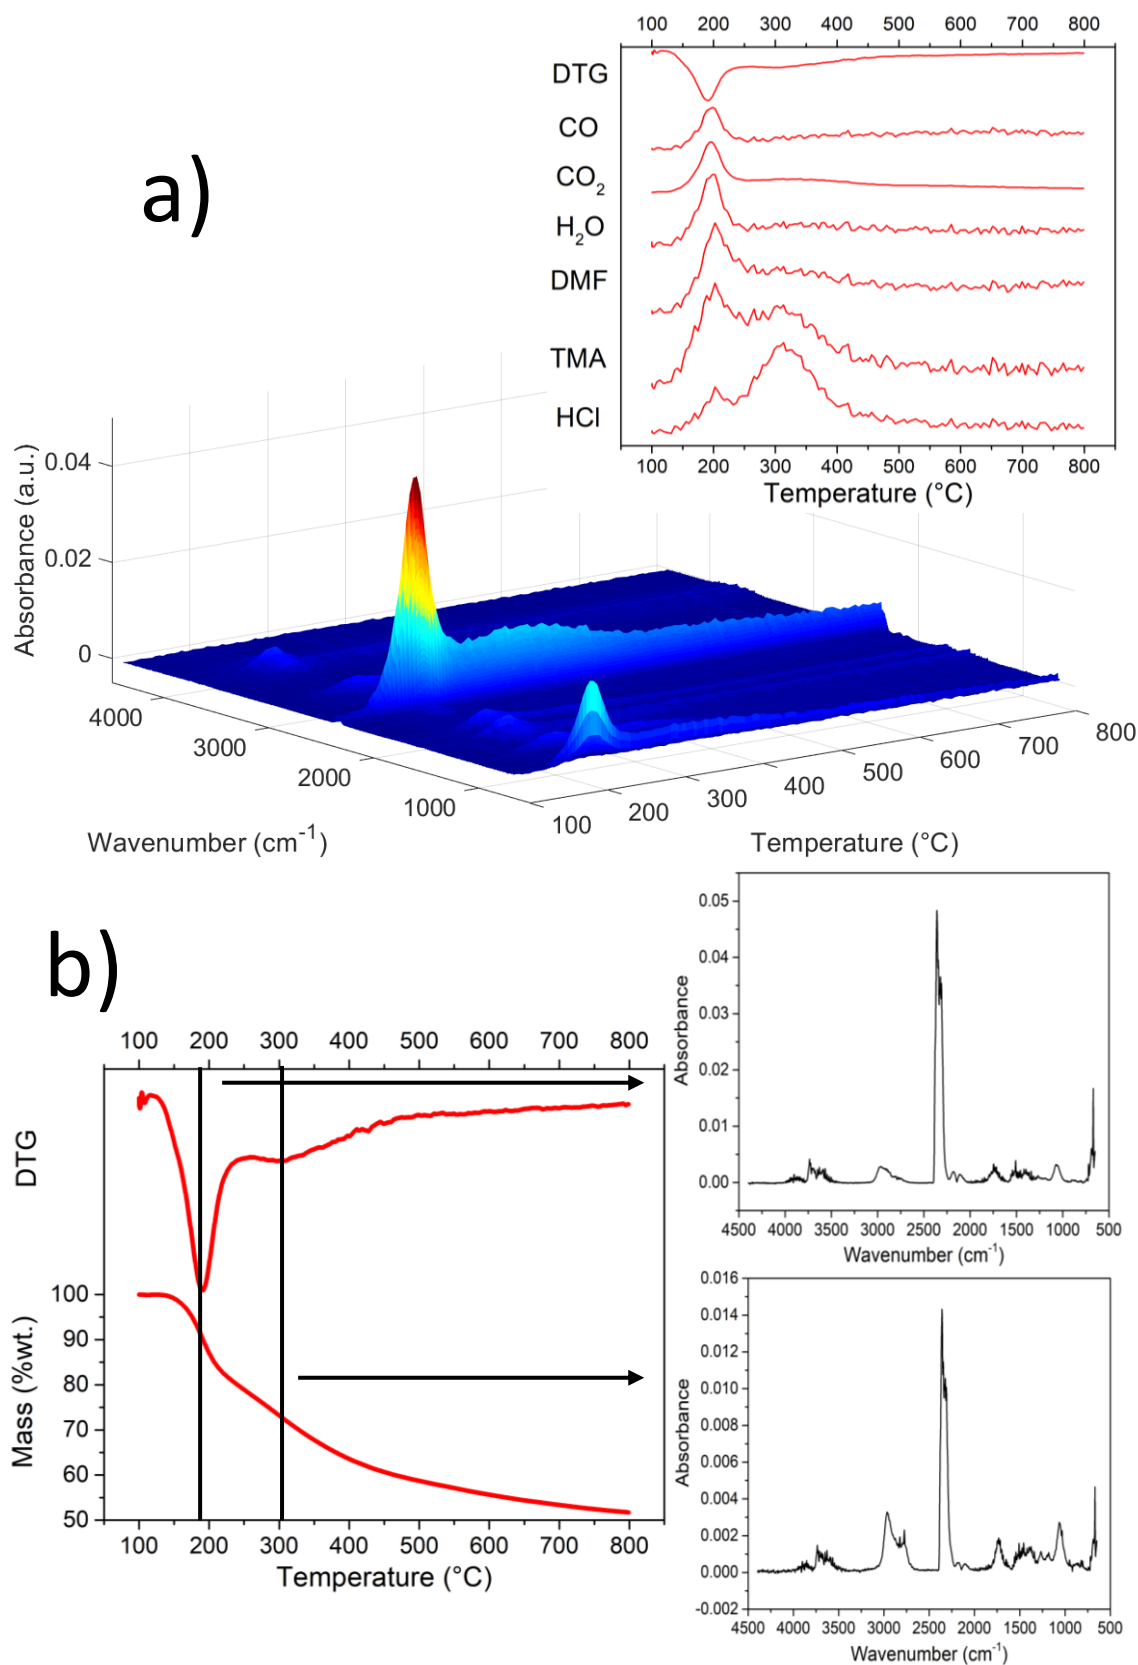 a)
100 200 300 400 500 600 700 800
DTG
CO
CO2
H2O
DMF
TMA
HCl
100 200 300 400 500 600 700 800
Temperature (°C)
Absorbance (a.u.)
0.04
0.02
0
4000
3000
2000
1000
Wavenumber (cm-1)
100
200
300
400
500
600
700
800
Temperature (°C)
b)
100 200 300 400 500 600 700 800
DTG
Mass (%wt.)
100
90
80
70
60
50
100 200 300 400 500 600 700 800
Temperature (°C)
Absorbance
0.05
0.04
0.03
0.02
0.01
0.00
4500 4000 3500 3000 2500 2000 1500 1000 500
Wavenumber (cm-1)
Absorbance
0.016
0.014
0.012
0.010
0.008
0.006
0.004
0.002
0.000
-0.002
4500 4000 3500 3000 2500 2000 1500 1000 500
Wavenumber (cm-1)